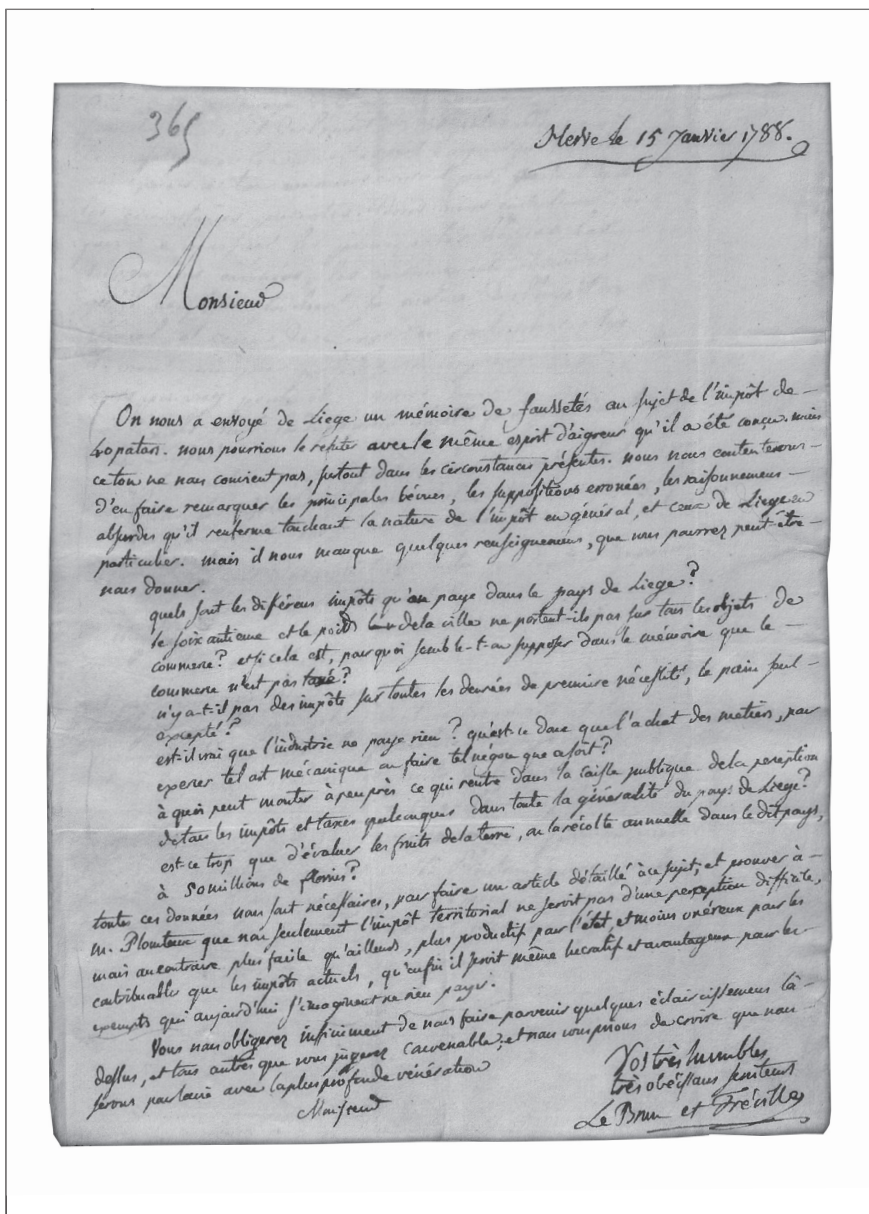 365
Herve le 15 Janvier 1788.
Monsieur
On nous a envoyé de Liege un mémoire de faussetés au sujet de l'impôt de
40 patars. nous pourrions le refuter avec le même esprit d'aigreur qu'il a été conçu. mais
ce ton ne nous convient pas, surtout dans les circonstances présentes. nous nous contenterons
d'en faire remarquer les principales bévues, les suppositions erronées, les raisonnemens
absurdes qu'il renferme touchant la nature de l'impôt en général, et ceux de Liege en
particulier. mais il nous manque quelques renseignemens, que vous pourrez peut-être
nous donner.
quels sont les différens impôts qu'on paye dans le pays de Liege?
le soixantieme et le poids de la ville ne portent-ils pas sur tous les objets de
commerce? et si cela est, pourquoi semble-t-on supposer dans le mémoire que le
commerce n'est pas taxé?
n'y a-t-il pas des impôts sur toutes les denrées de premiere nécessité, le pain seul
excepté?
est-il vrai que l'industrie ne paye rien? qu'est-ce donc que l'achat des metiers, pour
exercer tel art mécanique ou faire tel négoce que ce soit?
à quoi peut monter à peu près ce qui rentre dans la caisse publique de la perception
de tous les impôts et taxes quelconques dans toute la généralité du pays de Liege?
est-ce trop que d'évaluer les fruits de la terre, ou la récolte annuelle dans le dit pays,
à 50 millions de florins?
toutes ces données nous sont nécessaires, pour faire un article détaillé à ce sujet, et prouver à
m. Plomteux que non seulement l'impôt territorial ne seroit pas d'une perception difficile,
mais au contraire plus facile qu'ailleurs, plus productif pour l'état, et moins onéreux pour les
contribuables que les impôts actuels, qu'enfin il seroit même lucratif et avantageux pour les
exempts qui aujourd'hui s'imaginent ne rien payer.
Vous nous obligerez infiniment de nous faire parvenir quelques éclaircissemens là-
dessus, et tous autres que vous jugerez convenable, et nous vous prions de croire que nous
serons avec la plus profonde vénération
Monsieur
Vos très humbles
très obéissans serviteurs
Le Brun et Fréville